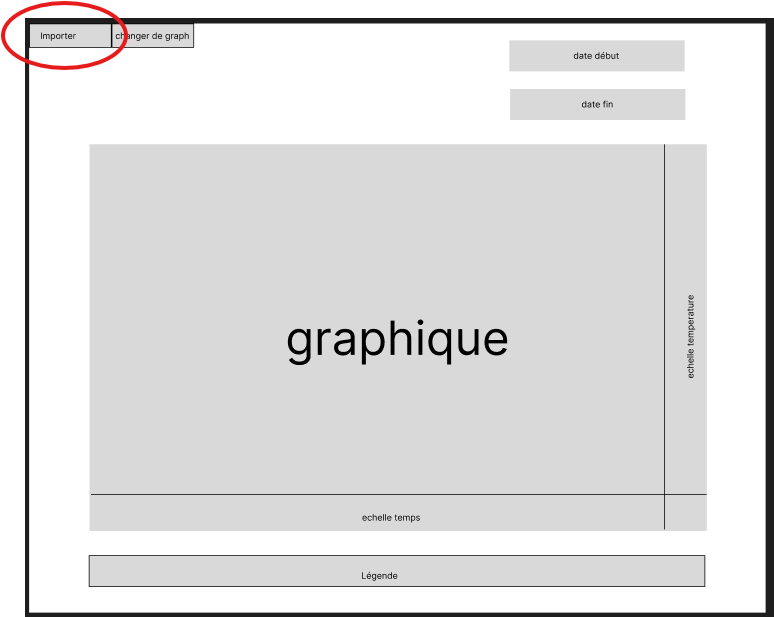 Importer
changer de graph
date début
date fin
graphique
echelle temperature
echelle temps
Légende